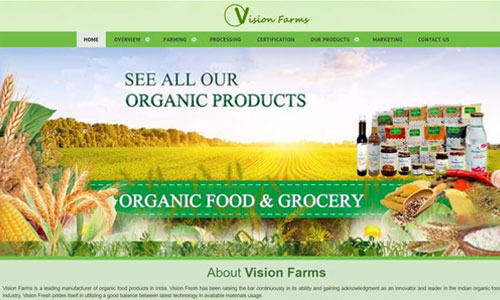 Vision Farms
HOME OVERVIEW FARMING PROCESSING CERTIFICATION OUR PRODUCTS MARKETING CONTACT US
SEE ALL OUR
ORGANIC PRODUCTS
ORGANIC FOOD & GROCERY
About Vision Farms
Vision Farms is a leading manufacturer of organic food products in India. Vision Fresh has been raising the bar continuously in its ability and gaining acknowledgment as an innovator and leader in the Indian organic food
industry. Vision Fresh prides itself in utilizing a good balance between latest technology in available materials usage.